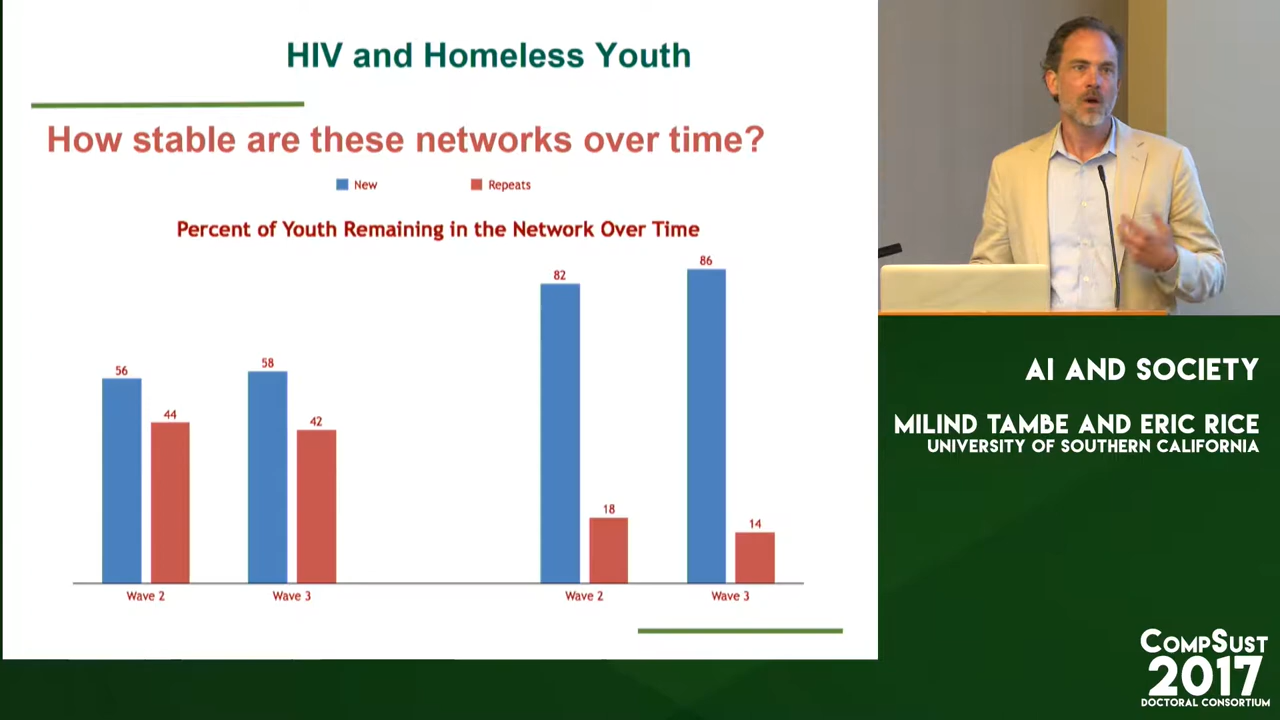 HIV and Homeless Youth
How stable are these networks over time?
New
Repeats
Percent of Youth Remaining in the Network Over Time
56
44
58
42
82
18
86
14
Wave 2
Wave 3
Wave 2
Wave 3
AI AND SOCIETY
MILIND TAMBE AND ERIC RICE
UNIVERSITY OF SOUTHERN CALIFORNIA
COMPSUST
2017
DOCTORAL CONSORTIUM